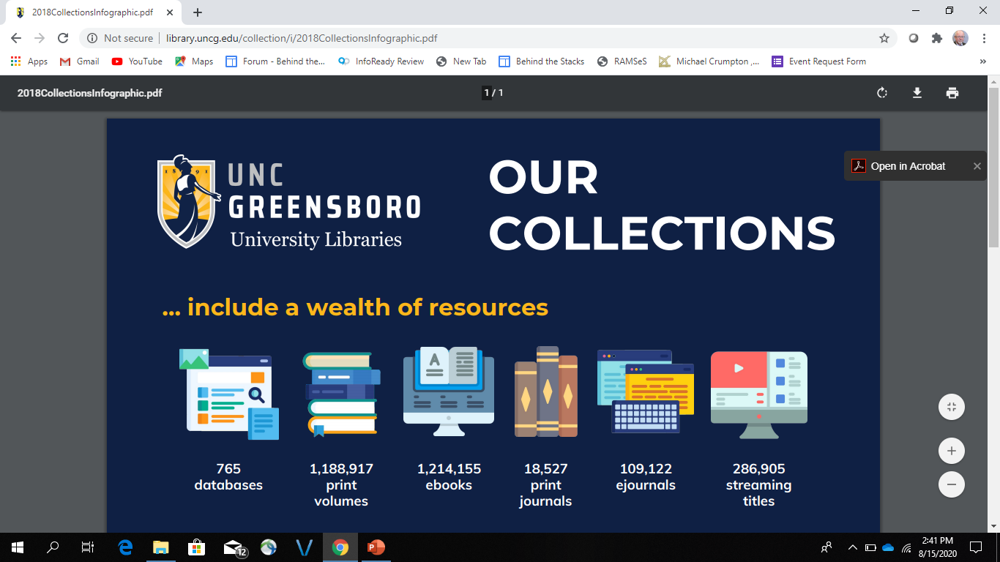 2018CollectionsInfographic.pdf
Not secure
library.uncg.edu/collection/i/2018CollectionsInfographic.pdf
Apps
Gmail
YouTube
Maps
Forum - Behind the...
InfoReady Review
New Tab
Behind the Stacks
RAMSeS
Michael Crumpton ,...
Event Request Form
»
2018CollectionsInfographic.pdf
1 / 1
Open in Acrobat
1891
UNC
GREENSBORO
University Libraries
OUR
COLLECTIONS
... include a wealth of resources
A
765
databases
1,188,917
print
volumes
1,214,155
ebooks
18,527
print
journals
109,122
ejournals
286,905
streaming
titles
12
2:41 PM
8/15/2020